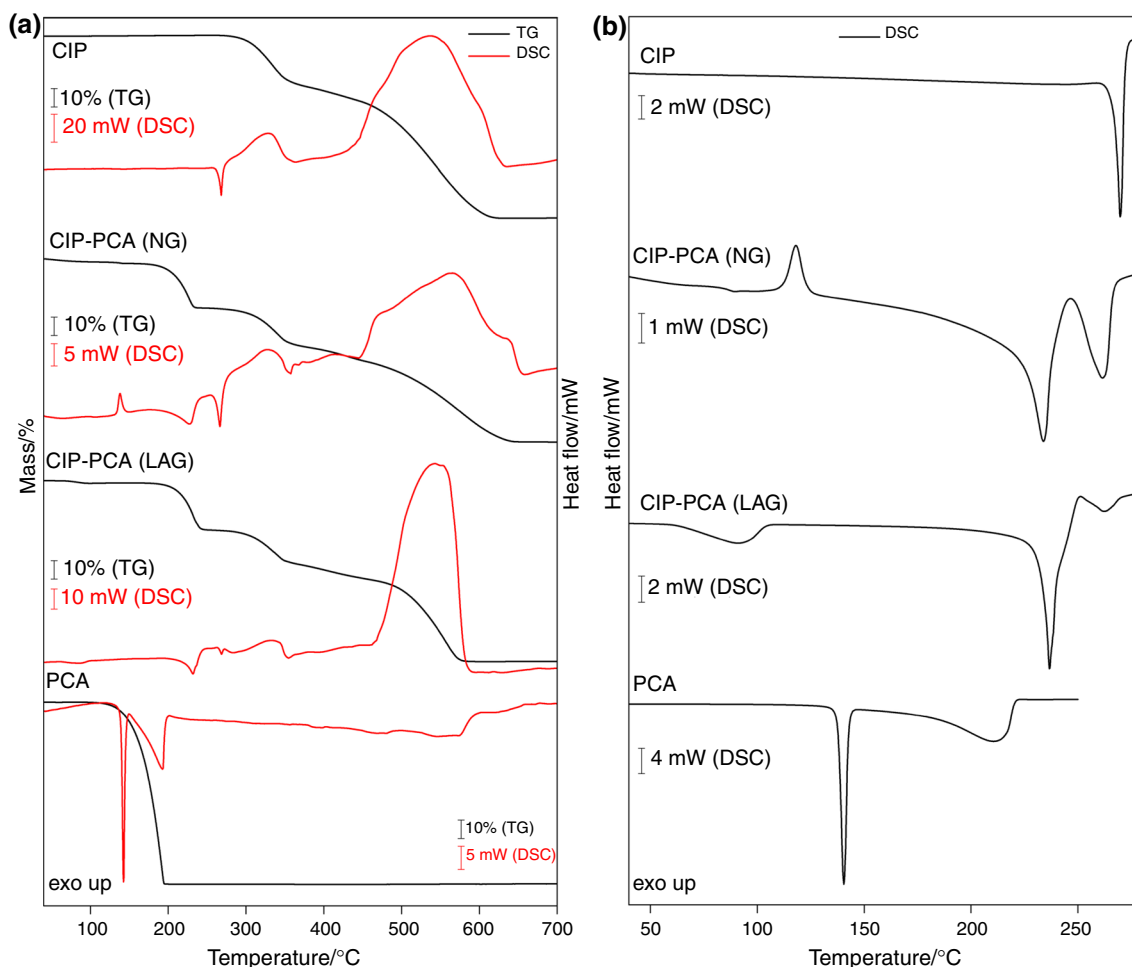 (a)
TG
DSC
CIP
10% (TG)
20 mW (DSC)
CIP-PCA (NG)
10% (TG)
5 mW (DSC)
CIP-PCA (LAG)
10% (TG)
10 mW (DSC)
PCA
10% (TG)
5 mW (DSC)
exo up
Mass/%
Heat flow/mW
100 200 300 400 500 600 700
Temperature/°C
(b)
DSC
CIP
2 mW (DSC)
CIP-PCA (NG)
1 mW (DSC)
CIP-PCA (LAG)
2 mW (DSC)
PCA
4 mW (DSC)
exo up
Heat flow/mW
50 100 150 200 250
Temperature/°C